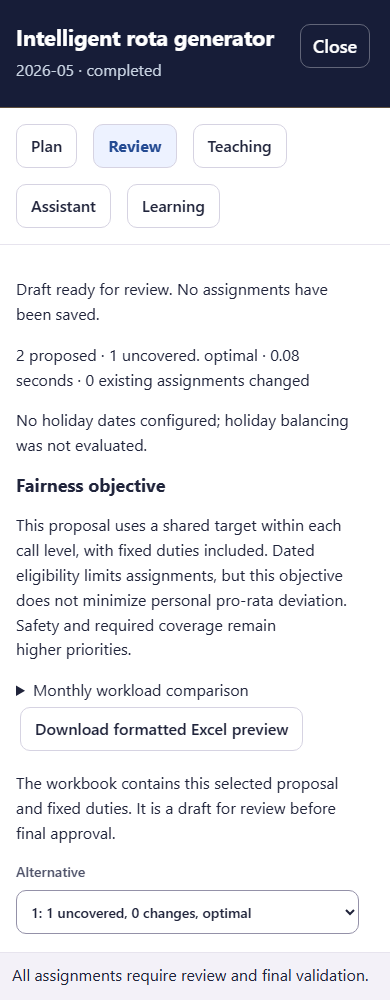 Intelligent rota generator
Close
2026-05 · completed
Plan
Review
Teaching
Assistant
Learning
Draft ready for review. No assignments have
been saved.
2 proposed · 1 uncovered. optimal · 0.08
seconds · 0 existing assignments changed
No holiday dates configured; holiday balancing
was not evaluated.
Fairness objective
This proposal uses a shared target within each
call level, with fixed duties included. Dated
eligibility limits assignments, but this objective
does not minimize personal pro-rata deviation.
Safety and required coverage remain
higher priorities.
Monthly workload comparison
Download formatted Excel preview
The workbook contains this selected proposal
and fixed duties. It is a draft for review before
final approval.
Alternative
1: 1 uncovered, 0 changes, optimal
All assignments require review and final validation.